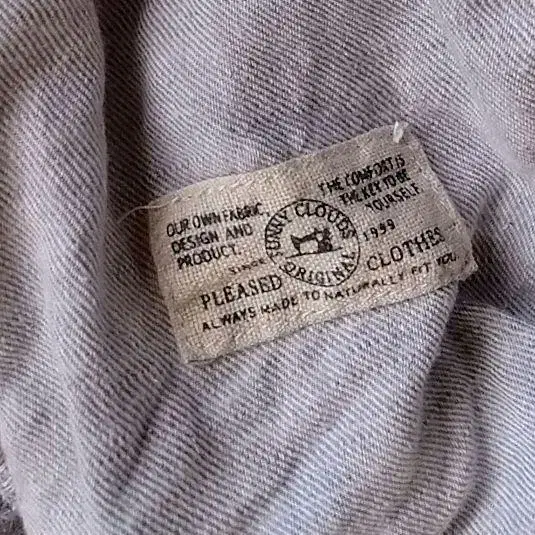 OUR OWN FABRIC,
DESIGN AND
PRODUCT.
THE COMFORT IS
THE KEY TO BE
YOURSELF
FUNNY CLOUDS
ORIGINAL
SINCE 1999
PLEASED CLOTHES
ALWAYS MADE TO NATURALLY FIT YOU